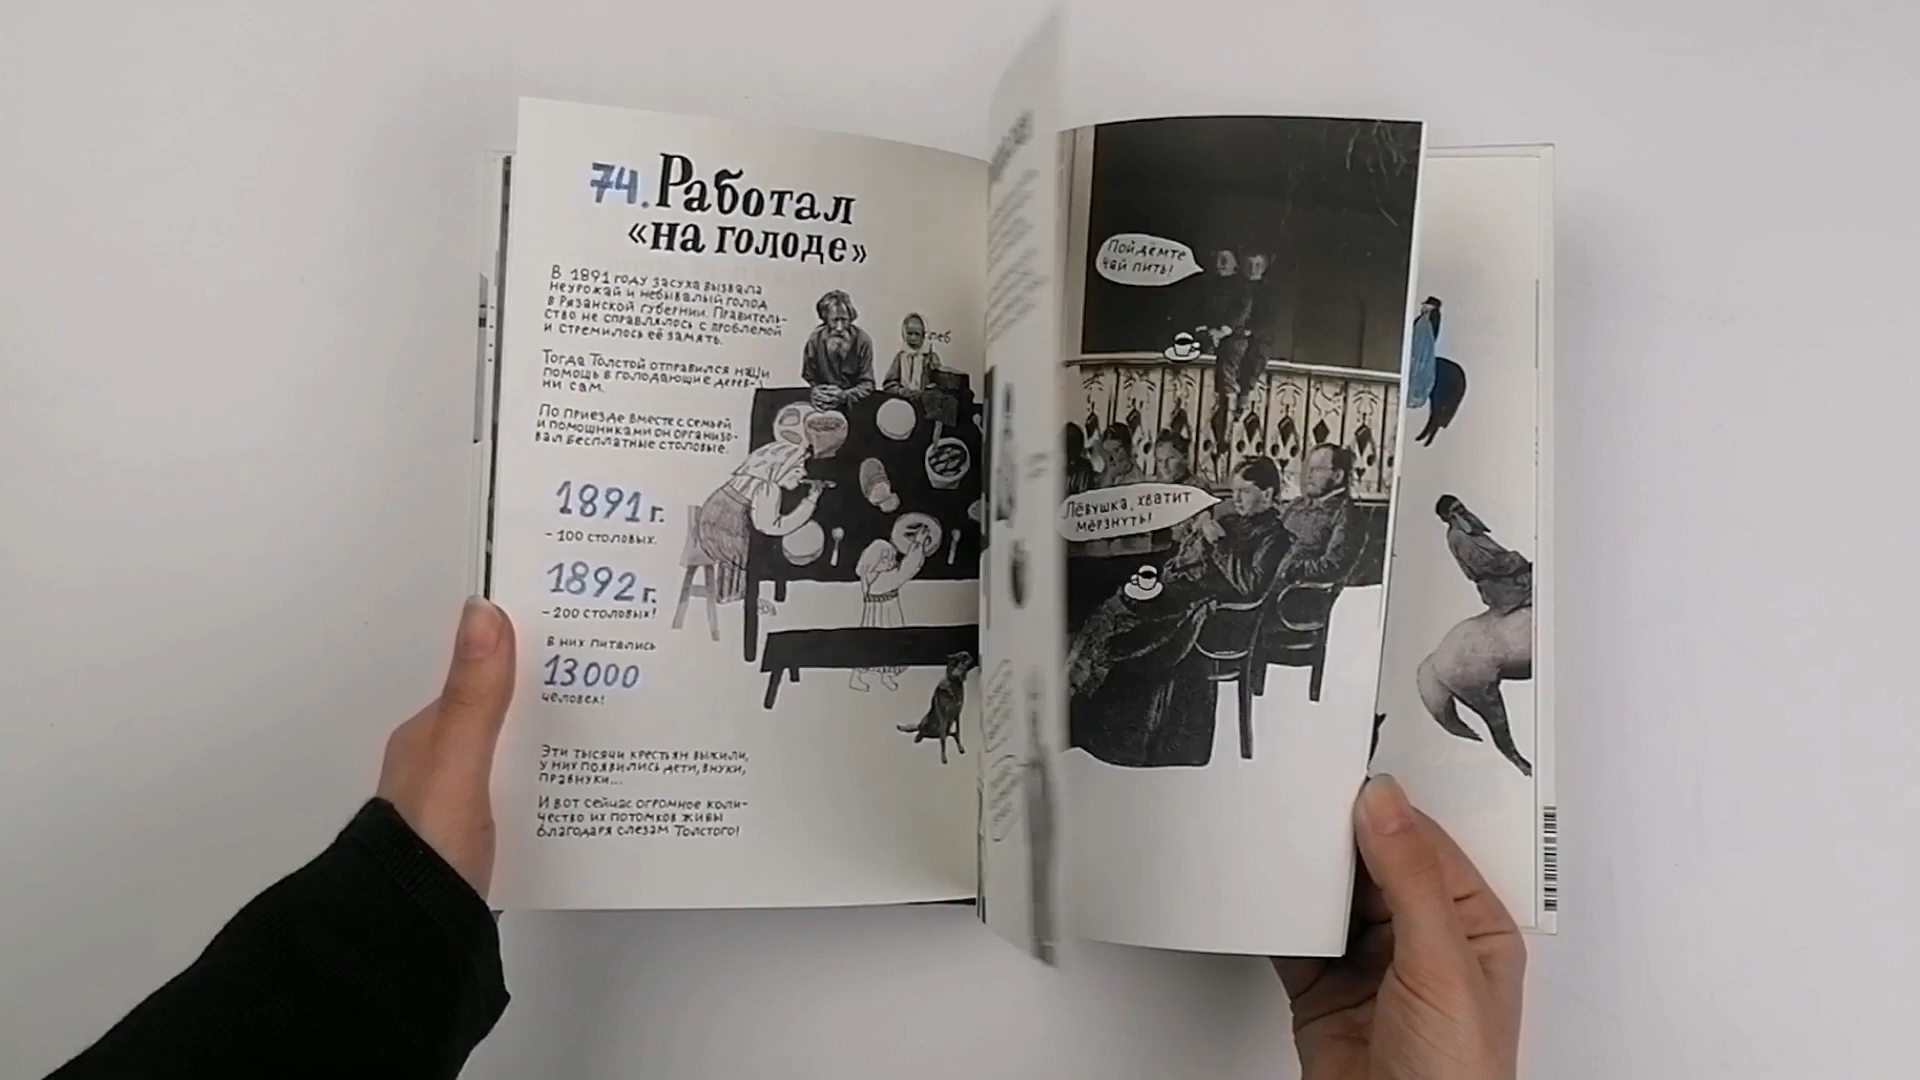 74. Работал
«на голоде»
В 1891 году засуха вызвала
неурожай и небывалый голод
в Рязанской губернии. Правитель-
ство не справлялось с проблемой
и стремилось её замять.
Тогда Толстой отправился на
помощь в голодающие дерев-
ни сам.
По приезде вместе с семьёй
и помощниками он организо-
вал бесплатные столовые.
1891 г.
- 100 столовых.
1892 г.
- 200 столовых!
В них питались
13000
человек!
Эти тысячи крестьян выжили,
у них появились дети, внуки,
правнуки...
И вот сейчас огромное коли-
чество их потомков живы
благодаря слезам Толстого!
Пойдёмте
чай пить!
Лёвушка, хватит
мёрзнуть!